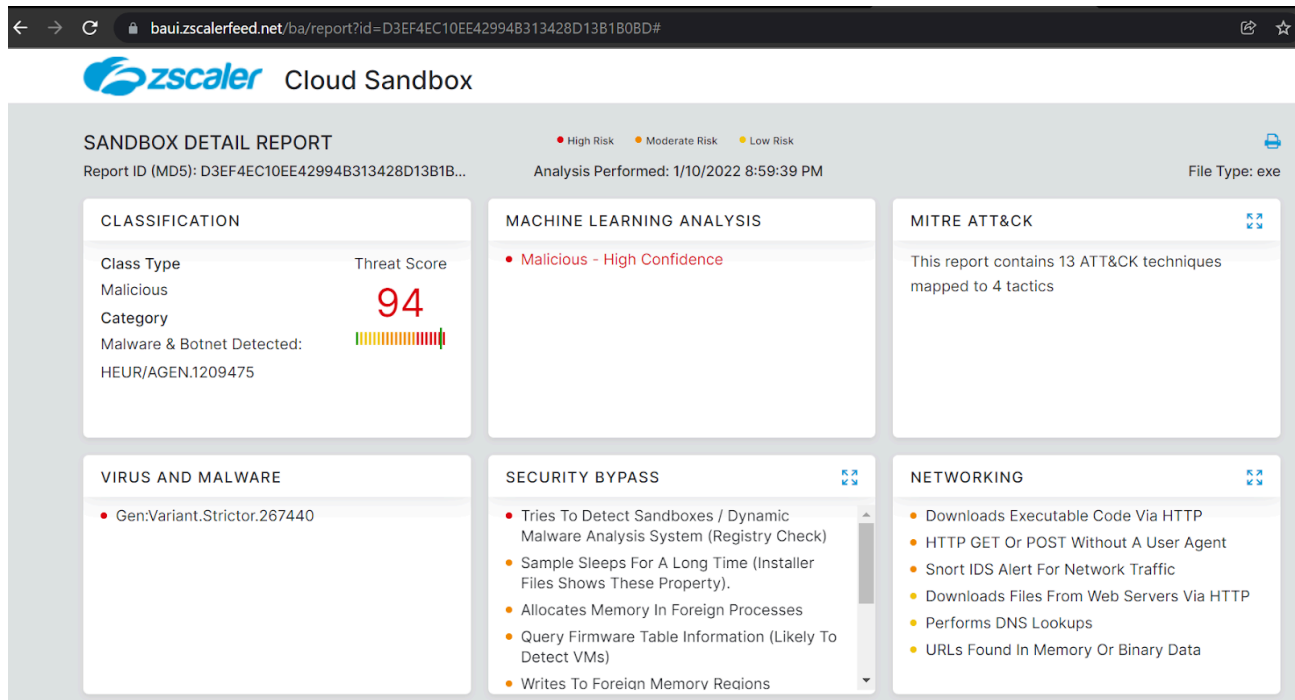 baui.zscalerfeed.net/ba/report?id=D3EF4EC10EE42994B313428D13B1B0BD#
zscaler Cloud Sandbox
SANDBOX DETAIL REPORT
High Risk Moderate Risk Low Risk
Report ID (MD5): D3EF4EC10EE42994B313428D13B1B...
Analysis Performed: 1/10/2022 8:59:39 PM
File Type: exe
CLASSIFICATION
Class Type
Threat Score
Malicious
94
Category
Malware & Botnet Detected:
HEUR/AGEN.1209475
MACHINE LEARNING ANALYSIS
Malicious - High Confidence
MITRE ATT&CK
This report contains 13 ATT&CK techniques
mapped to 4 tactics
VIRUS AND MALWARE
Gen:Variant.Strictor.267440
SECURITY BYPASS
Tries To Detect Sandboxes / Dynamic
Malware Analysis System (Registry Check)
Sample Sleeps For A Long Time (Installer
Files Shows These Property).
Allocates Memory In Foreign Processes
Query Firmware Table Information (Likely To
Detect VMs)
Writes To Foreign Memory Regions
NETWORKING
Downloads Executable Code Via HTTP
HTTP GET Or POST Without A User Agent
Snort IDS Alert For Network Traffic
Downloads Files From Web Servers Via HTTP
Performs DNS Lookups
URLs Found In Memory Or Binary Data